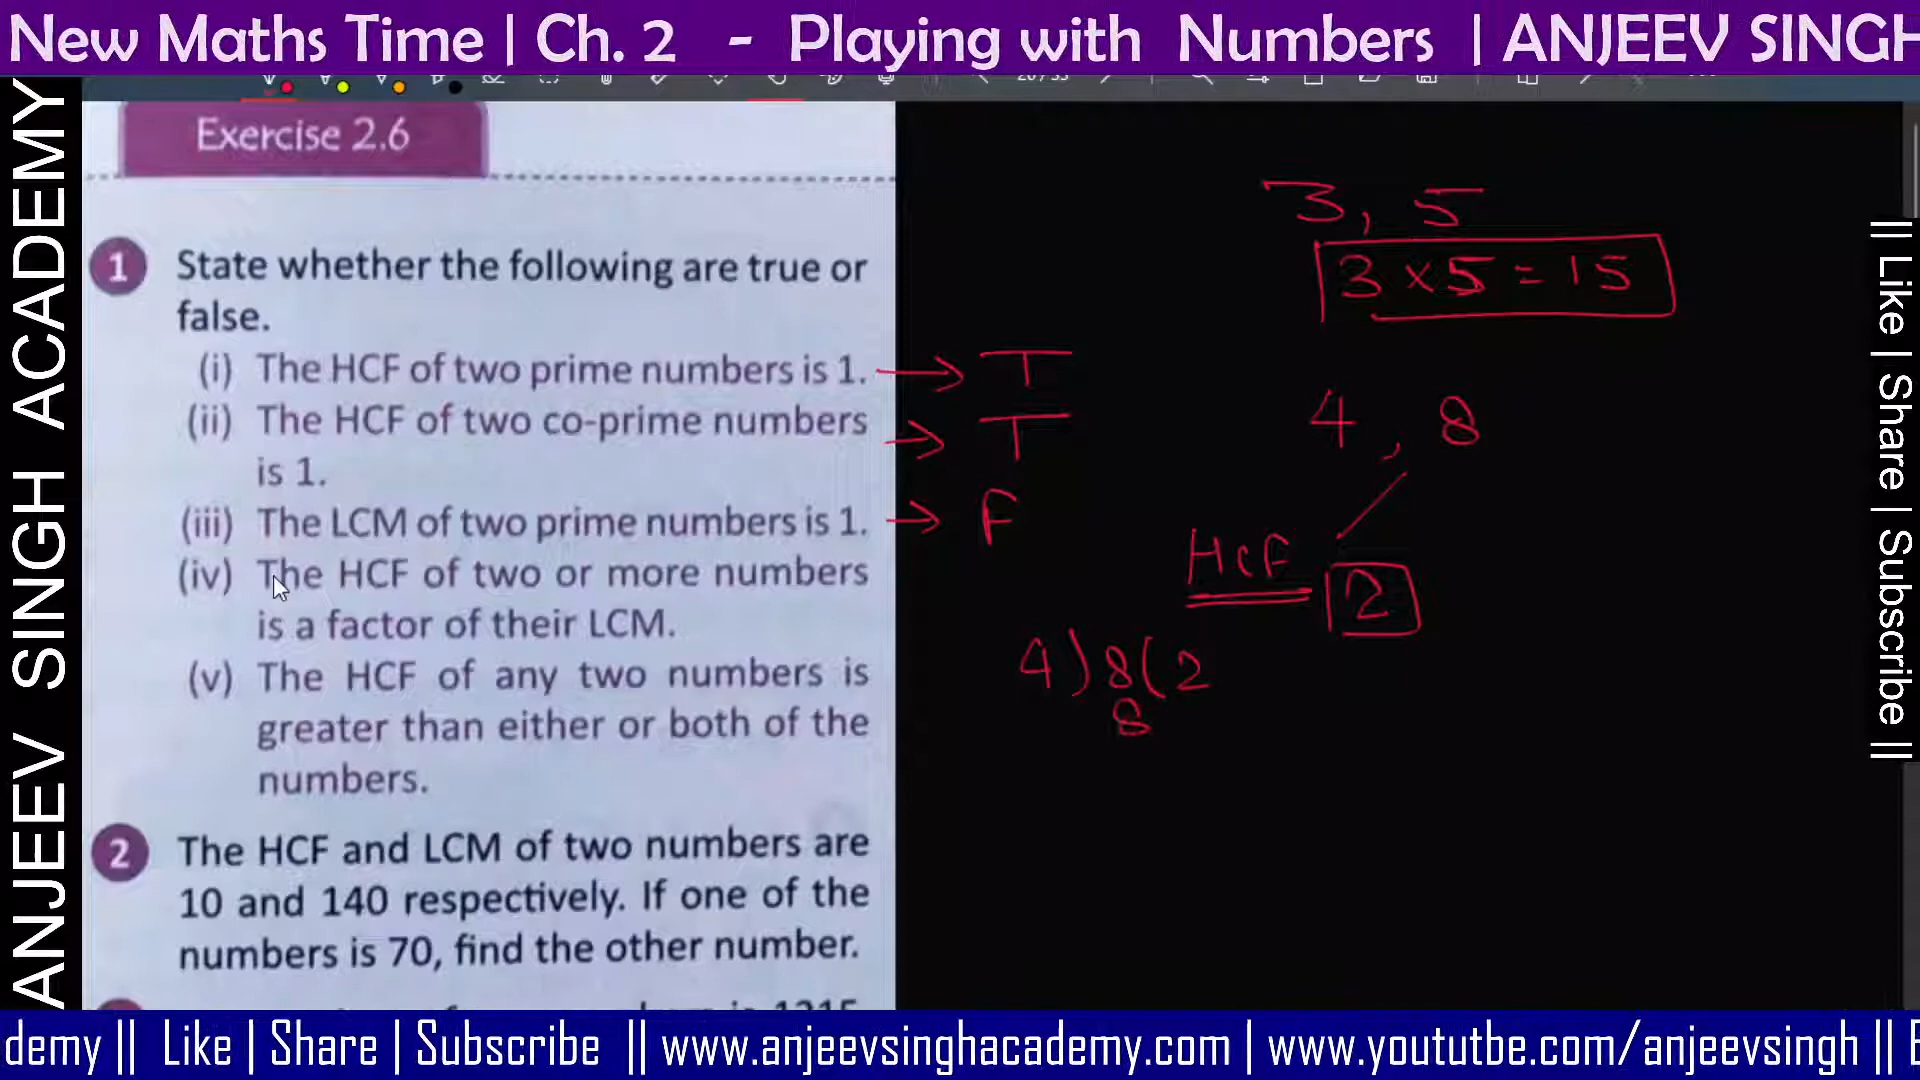 New Maths Time | Ch. 2 - Playing with Numbers | ANJEEV SINGH
ANJEEV SINGH ACADEMY
Exercise 2.6
1 State whether the following are true or
false.
(i) The HCF of two prime numbers is 1. → T
(ii) The HCF of two co-prime numbers → T
is 1.
(iii) The LCM of two prime numbers is 1. → F
(iv) The HCF of two or more numbers
is a factor of their LCM.
(v) The HCF of any two numbers is
greater than either or both of the
numbers.
2 The HCF and LCM of two numbers are
10 and 140 respectively. If one of the
numbers is 70, find the other number.
3, 5
3 × 5 = 15
4, 8
HCF 2
4)8(2
8
|| Like | Share | Subscribe ||
demy || Like | Share | Subscribe || www.anjeevsinghacademy.com | www.yoututbe.com/anjeevsingh ||